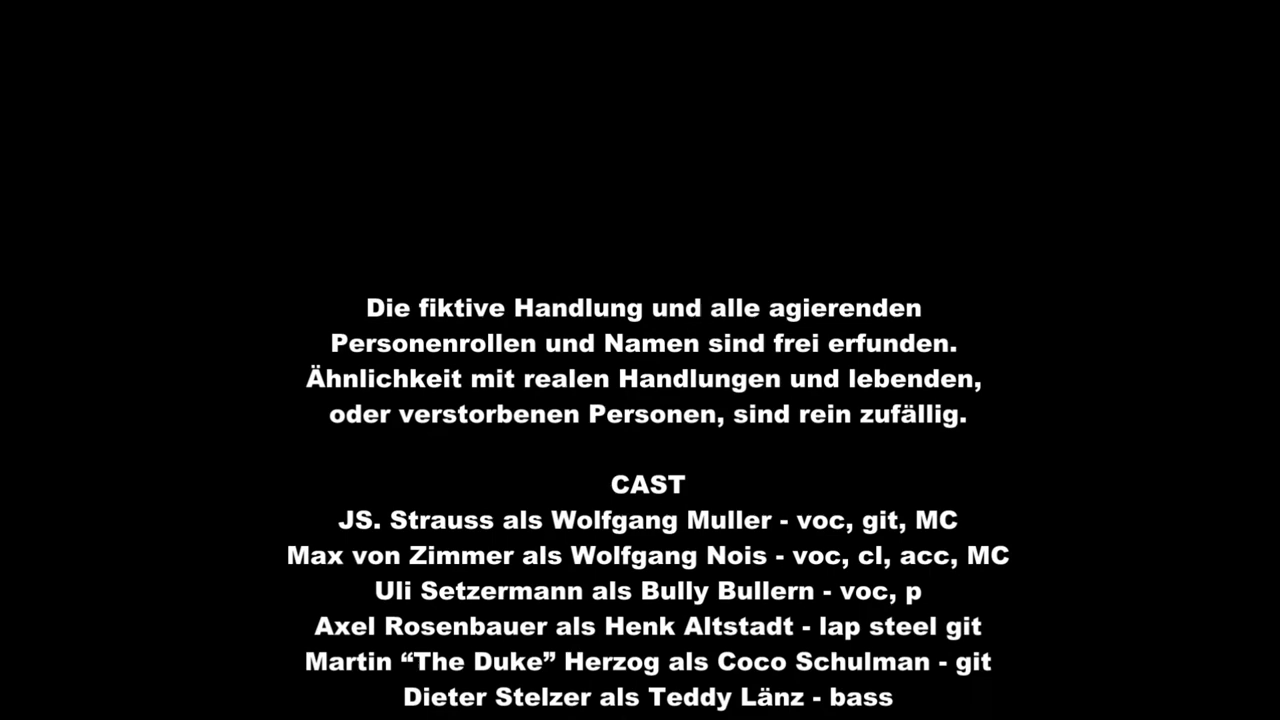 Die fiktive Handlung und alle agierenden
Personenrollen und Namen sind frei erfunden.
Ähnlichkeit mit realen Handlungen und lebenden,
oder verstorbenen Personen, sind rein zufällig.
CAST
JS. Strauss als Wolfgang Muller - voc, git, MC
Max von Zimmer als Wolfgang Nois - voc, cl, acc, MC
Uli Setzermann als Bully Bullern - voc, p
Axel Rosenbauer als Henk Altstadt - lap steel git
Martin “The Duke” Herzog als Coco Schulman - git
Dieter Stelzer als Teddy Länz - bass